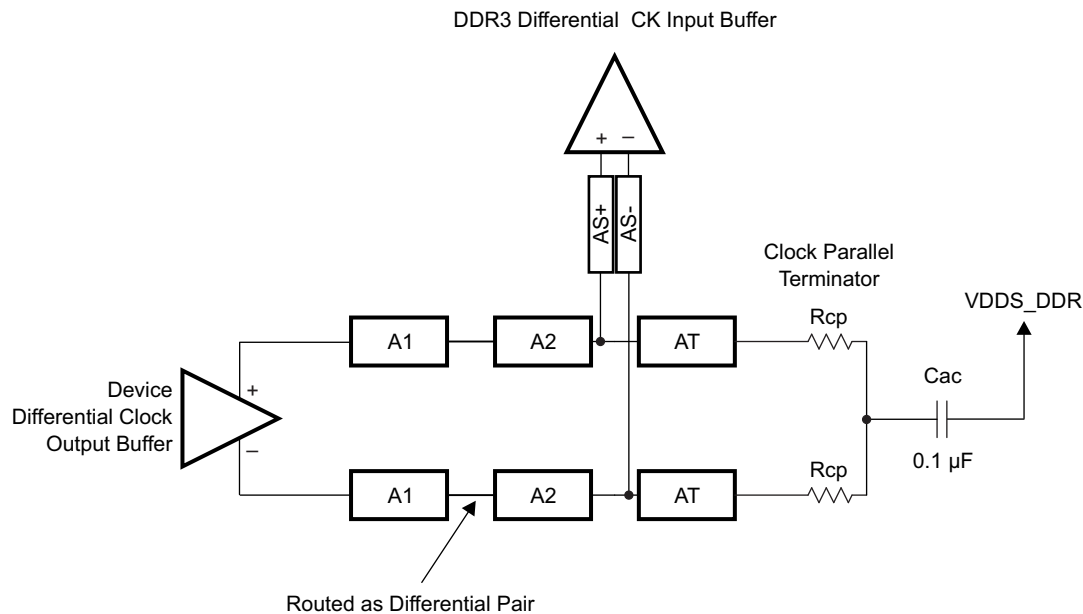 DDR3 Differential CK Input Buffer
+ −
AS+
AS-
Clock Parallel
Terminator
VDDS_DDR
A1
A2
AT
Rcp
Cac
+
Device
Differential Clock
Output Buffer
−
0.1 µF
Rcp
A1
A2
AT
Routed as Differential Pair